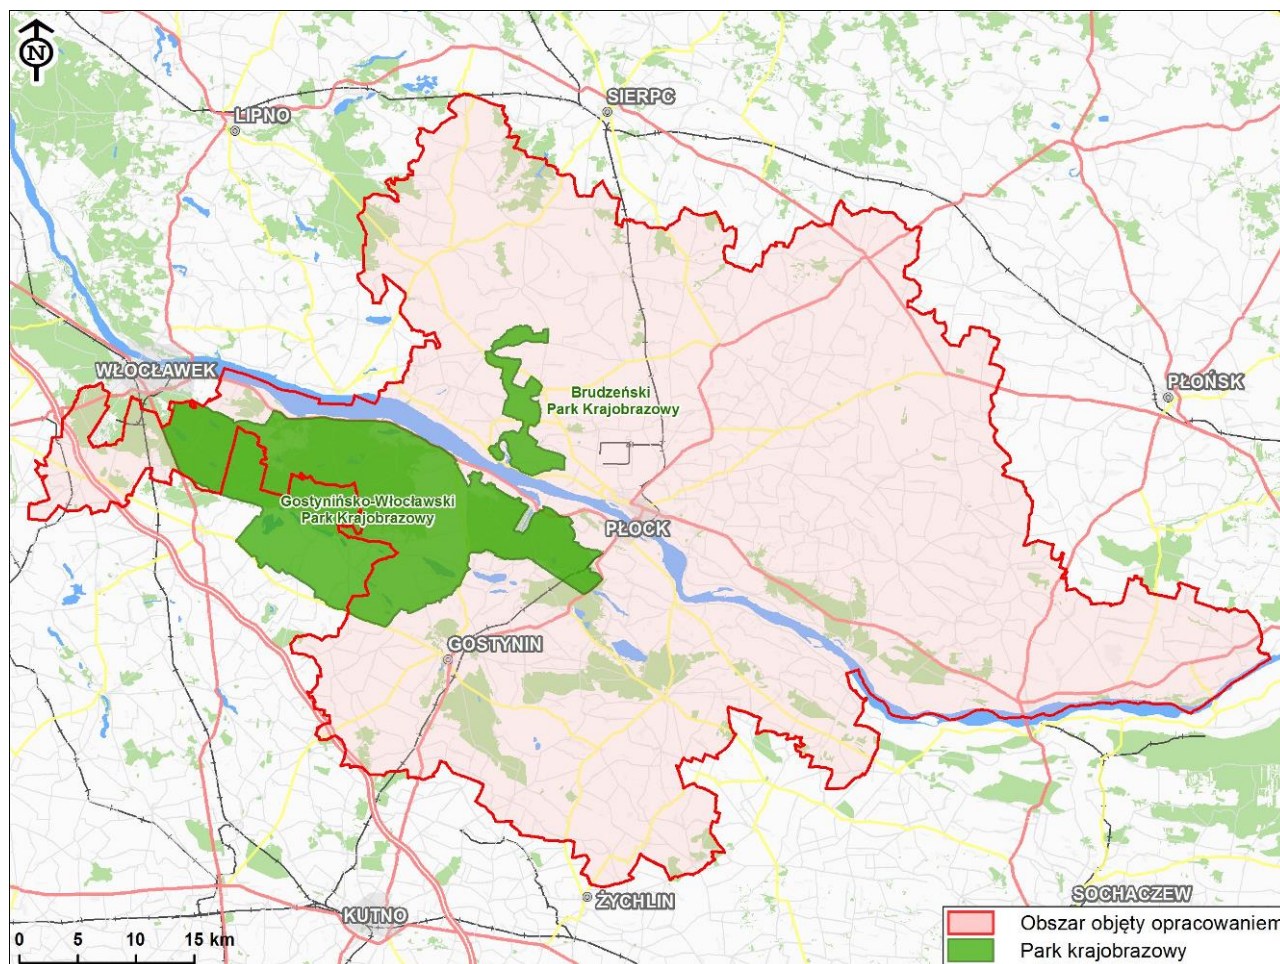 N
SIERPC
LIPNO
WŁOCŁAWEK
PŁOŃSK
Brudzeński
Park Krajobrazowy
Gostynińsko-Włocławski
Park Krajobrazowy
PŁOCK
GOSTYNIN
ŻYCHLIN
SOCHACZEW
KUTNO
0 5 10 15 km
Obszar objęty opracowaniem
Park krajobrazowy